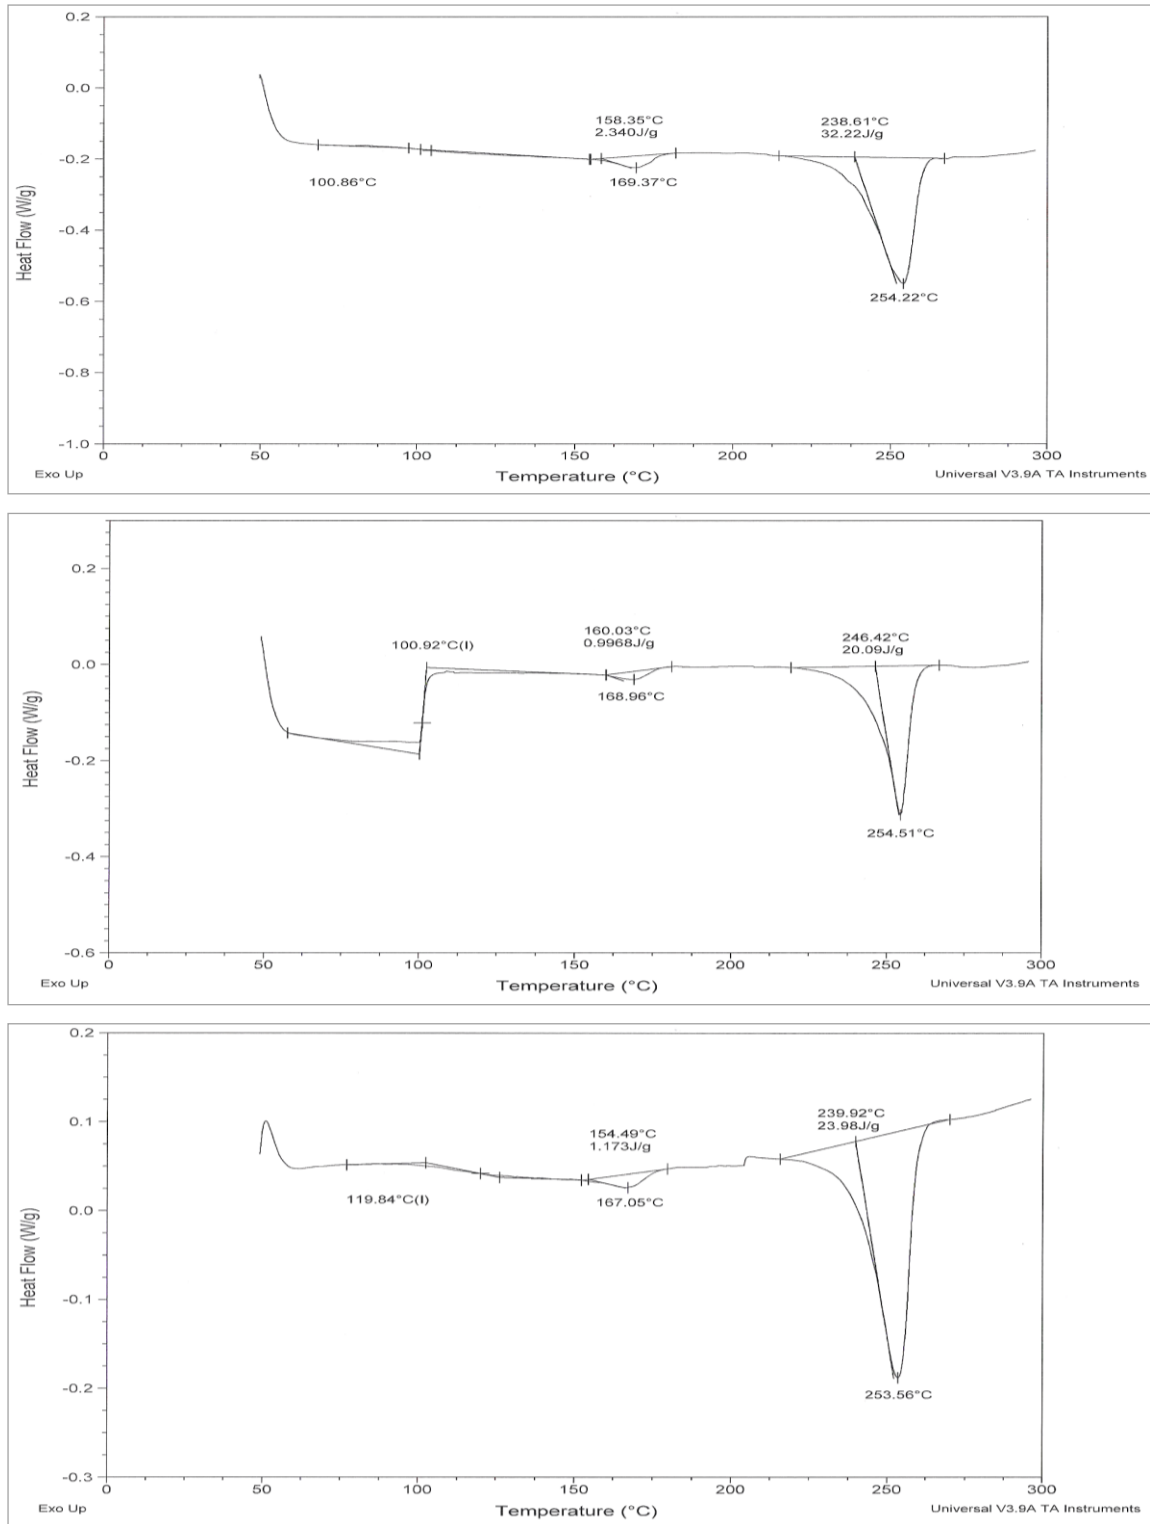 0.2
0.0
-0.2
-0.4
-0.6
-0.8
-1.0
Heat Flow (W/g)
158.35°C
2.340J/g
238.61°C
32.22J/g
100.86°C
169.37°C
254.22°C
0
50
100
150
200
250
300
Exo Up
Temperature (°C)
Universal V3.9A TA Instruments
0.2
0.0
-0.2
-0.4
-0.6
Heat Flow (W/g)
100.92°C(I)
160.03°C
0.9968J/g
246.42°C
20.09J/g
168.96°C
254.51°C
0
50
100
150
200
250
300
Exo Up
Temperature (°C)
Universal V3.9A TA Instruments
0.2
0.1
0.0
-0.1
-0.2
-0.3
Heat Flow (W/g)
154.49°C
1.173J/g
239.92°C
23.98J/g
119.84°C(I)
167.05°C
253.56°C
0
50
100
150
200
250
300
Exo Up
Temperature (°C)
Universal V3.9A TA Instruments